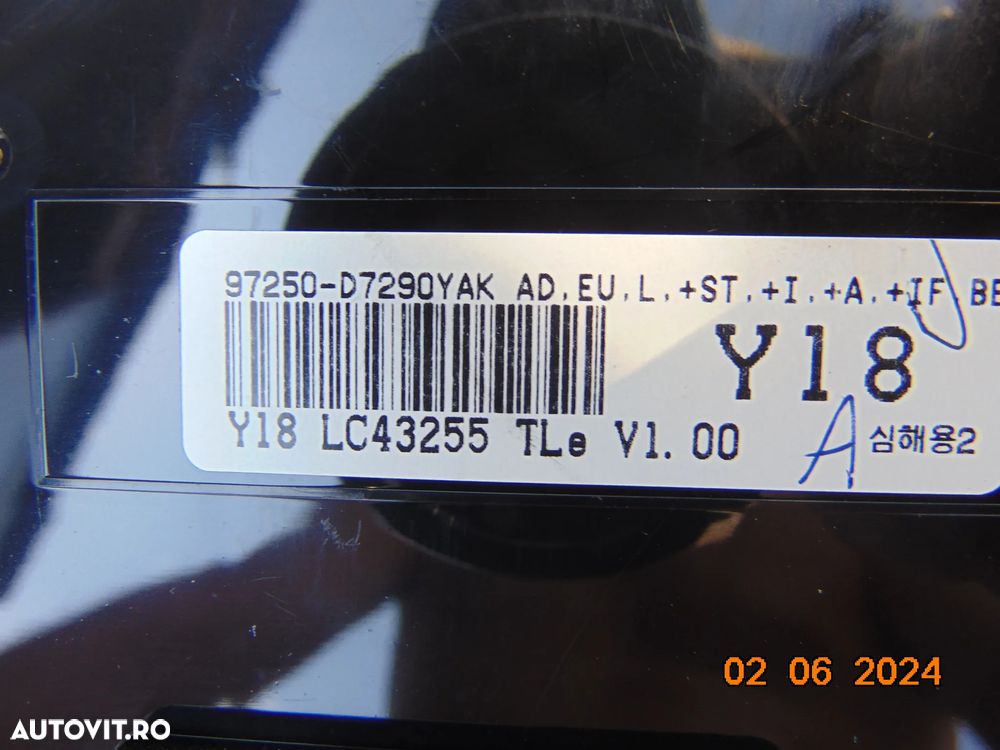 97250-D7290YAK AD,EU,L,+ST,+I,+A,+IF BE
Y18
Y18 LC43255 TLe V1.00
A 심해용2
02 06 2024
AUTOVIT.RO